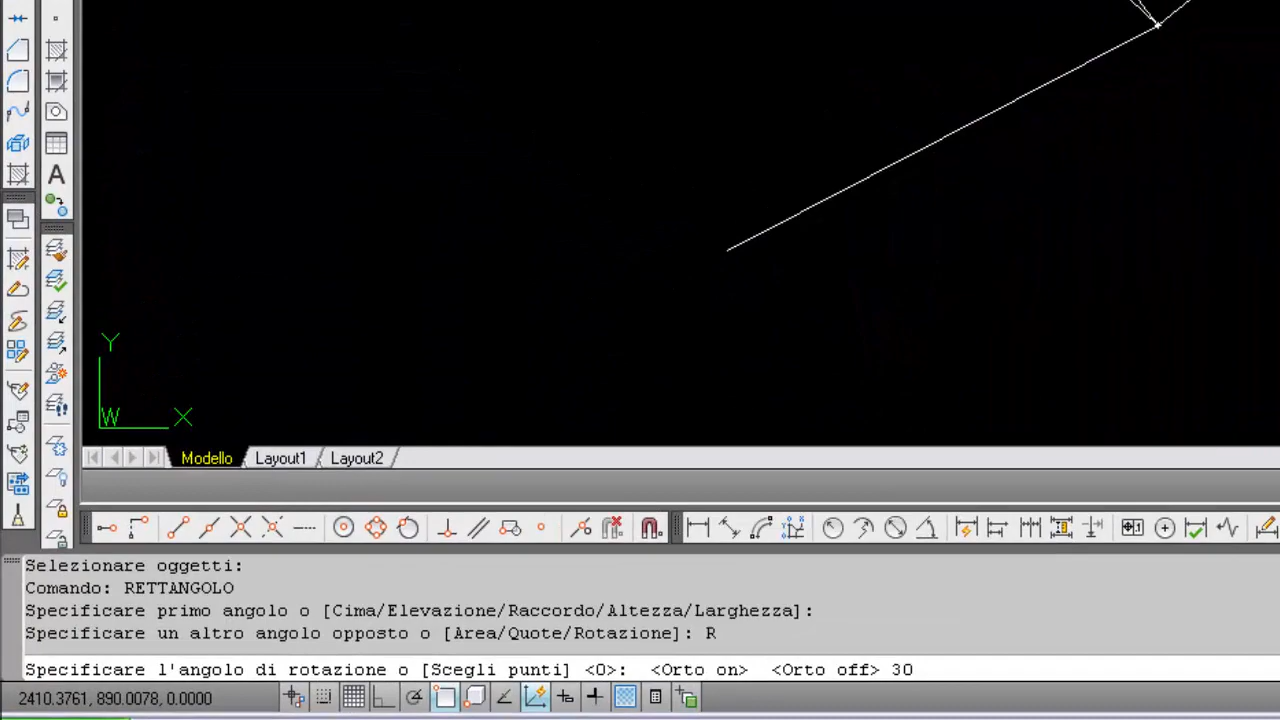 A
Y
W X
Modello Layout1 Layout2
Selezionare oggetti:
Comando: RETTANGOLO
Specificare primo angolo o [Cima/Elevazione/Raccordo/Altezza/Larghezza]:
Specificare un altro angolo opposto o [Area/Quote/Rotazione]: R
Specificare l'angolo di rotazione o [Scegli punti] <0>: <Orto on> <Orto off> 30
2410.3761, 890.0078, 0.0000